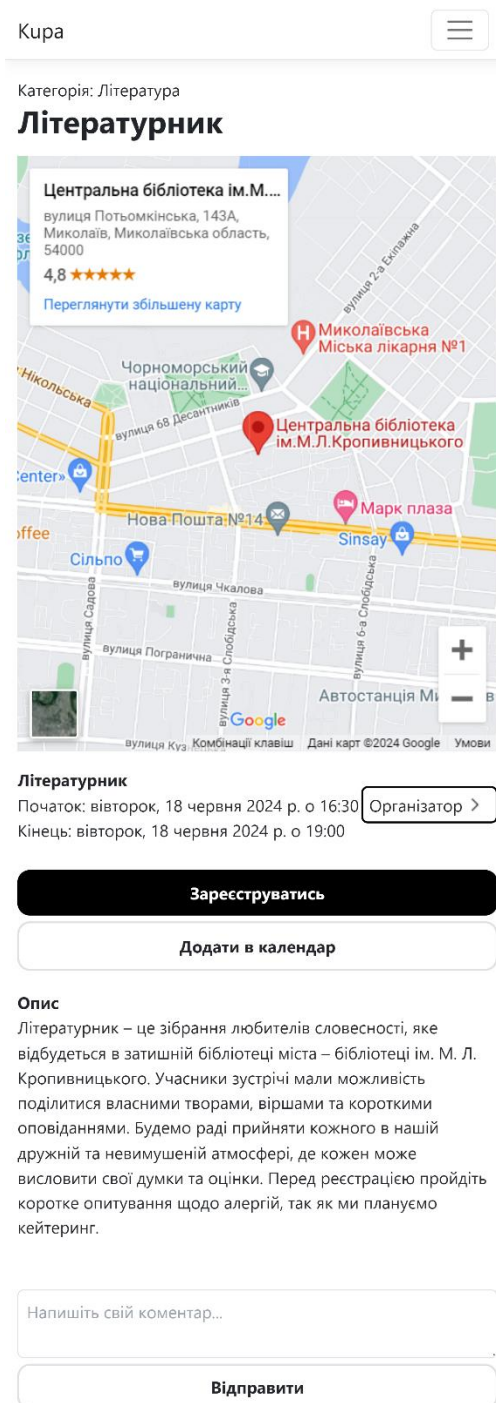 Kupa
Категорія: Література
Літературник
Центральна бібліотека ім.М....
вулиця Потьомкінська, 143А,
Миколаїв, Миколаївська область,
54000
4,8
Переглянути збільшену карту
вулиця 2-а Екіпажна
Миколаївська
Міська лікарня №1
Чорноморський
національний...
Нікольська
вулиця 68 Десантників
Центральна бібліотека
ім.М.Л.Кропивницького
Center»
Марк плаза
Нова Пошта №14
offee
Sinsay
Сільпо
вулиця Чкалова
вулиця Садова
вулиця 3-я Слобідська
вулиця 6-а Слобідська
вулиця Погранична
+
Автостанція Ми
в
−
Google
вулиця Куз
Комбінації клавіш Дані карт ©2024 Google Умови
Літературник
Початок: вівторок, 18 червня 2024 р. о 16:30
Організатор >
Кінець: вівторок, 18 червня 2024 р. о 19:00
Зареєструватись
Додати в календар
Опис
Літературник – це зібрання любителів словесності, яке
відбудеться в затишній бібліотеці міста – бібліотеці ім. М. Л.
Кропивницького. Учасники зустрічі мали можливість
поділитися власними творами, віршами та короткими
оповіданнями. Будемо раді прийняти кожного в нашій
дружній та невимушеній атмосфері, де кожен може
висловити свої думки та оцінки. Перед реєстрацією пройдіть
коротке опитування щодо алергій, так як ми плануємо
кейтеринг.
Напишіть свій коментар...
Відправити